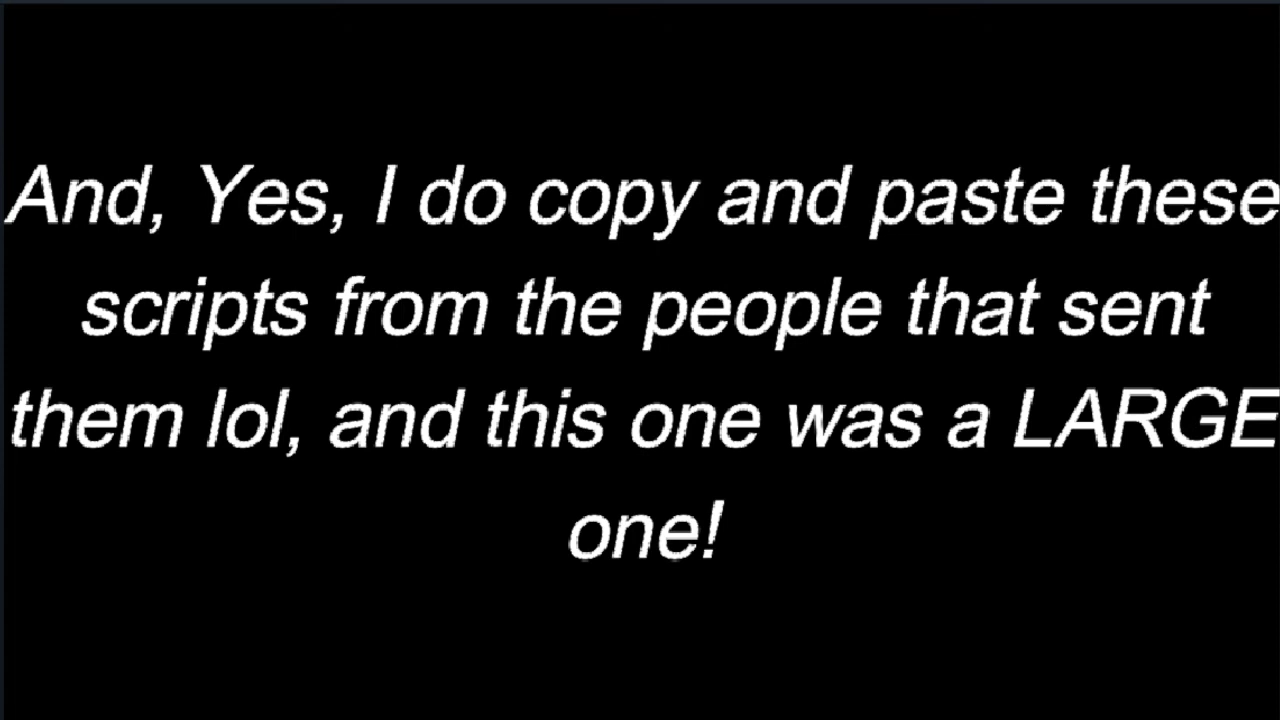 And, Yes, I do copy and paste these
scripts from the people that sent
them lol, and this one was a LARGE
one!